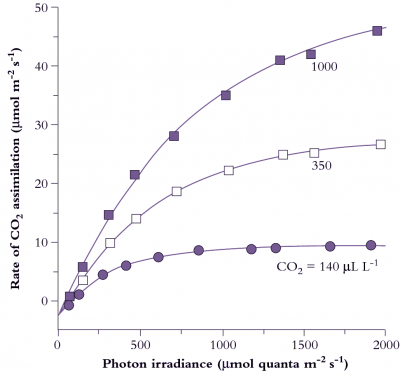 50
40
30
20
10
0
Rate of CO₂ assimilation (μmol m⁻² s⁻¹)
1000
350
CO₂ = 140 μL L⁻¹
0 500 1000 1500 2000
Photon irradiance (μmol quanta m⁻² s⁻¹)